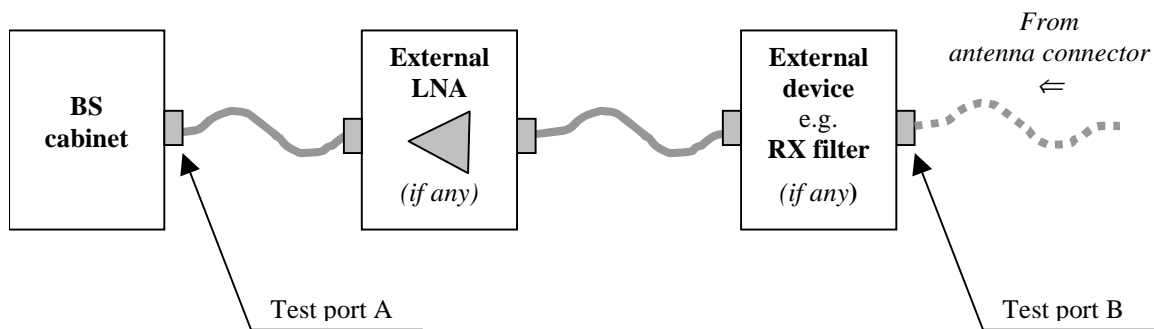 BS
cabinet
External
LNA
(if any)
External
device
e.g.
RX filter
(if any)
From
antenna connector
⇐
Test port A
Test port B